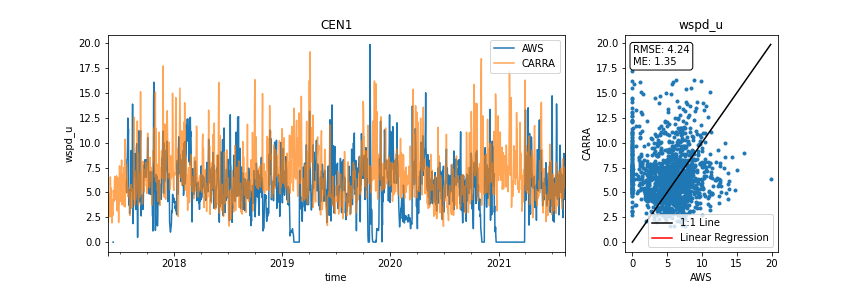 CEN1
wspd_u
20.0
17.5
15.0
12.5
10.0
7.5
5.0
2.5
0.0
wspd_u
AWS
CARRA
2018
2019
2020
2021
time
20.0
17.5
15.0
12.5
10.0
7.5
5.0
2.5
0.0
CARRA
RMSE: 4.24
ME: 1.35
1:1 Line
Linear Regression
0
5
10
15
20
AWS